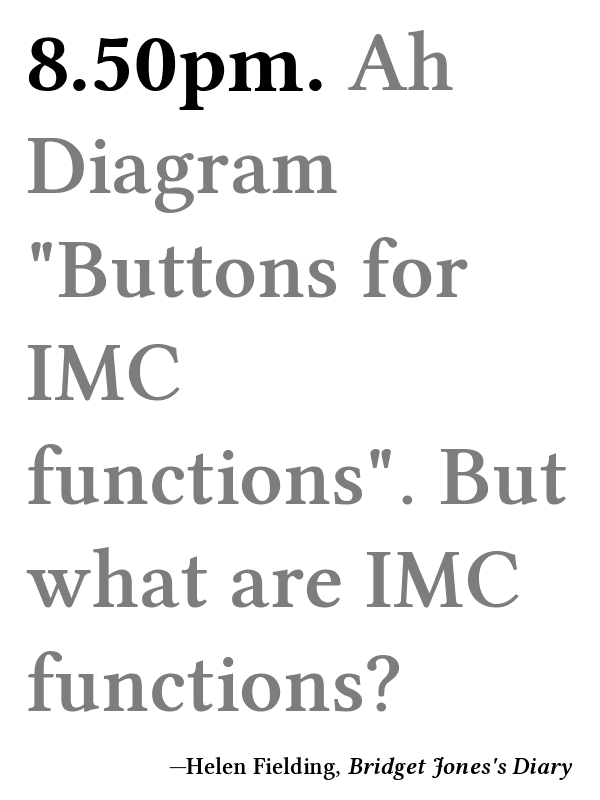 8.50pm. Ah
Diagram
"Buttons for
IMC
functions". But
what are IMC
functions?
—Helen Fielding, Bridget Jones's Diary